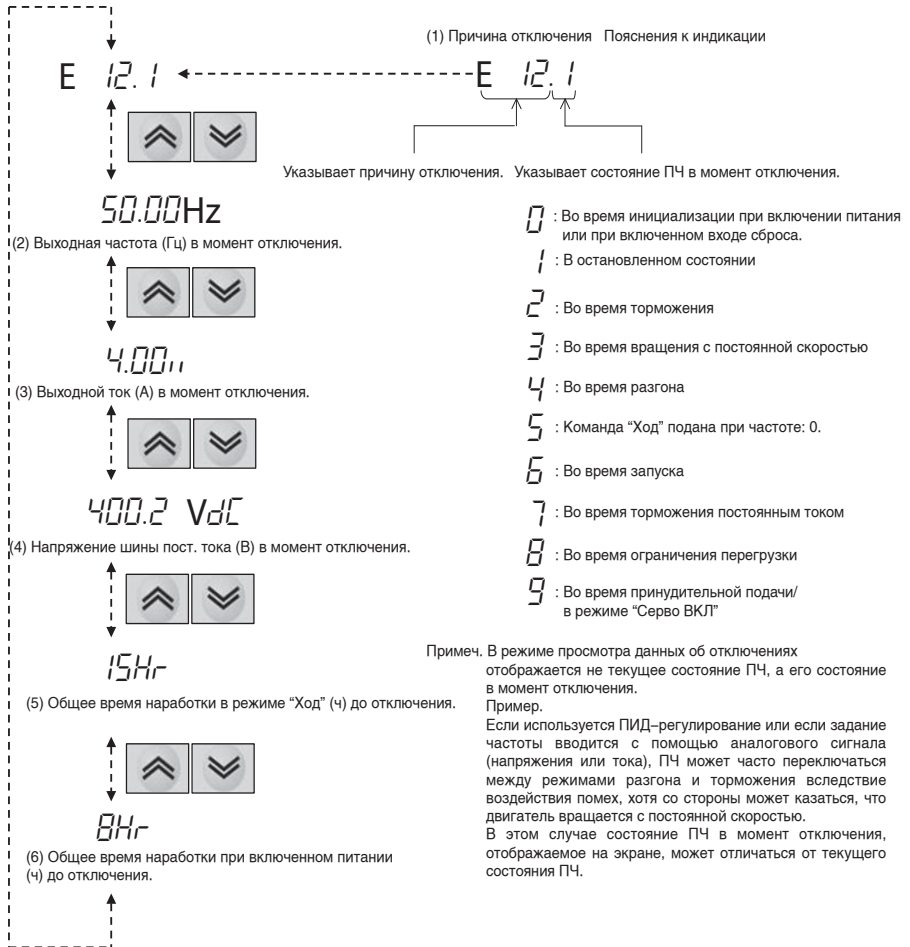 (1) Причина отключения Пояснения к индикации
E 12.1
E 12.1
Указывает причину отключения. Указывает состояние ПЧ в момент отключения.
50.00Hz
(2) Выходная частота (Гц) в момент отключения.
4.00
(3) Выходной ток (А) в момент отключения.
400.2 VdC
(4) Напряжение шины пост. тока (В) в момент отключения.
15Hr
(5) Общее время наработки в режиме “Ход” (ч) до отключения.
8Hr
(6) Общее время наработки при включенном питании
(ч) до отключения.
0 : Во время инициализации при включении питания
или при включенном входе сброса.
1 : В остановленном состоянии
2 : Во время торможения
3 : Во время вращения с постоянной скоростью
4 : Во время разгона
5 : Команда “Ход” подана при частоте: 0.
6 : Во время запуска
7 : Во время торможения постоянным током
8 : Во время ограничения перегрузки
9 : Во время принудительной подачи/
в режиме “Серво ВКЛ”
Примеч. В режиме просмотра данных об отключениях
отображается не текущее состояние ПЧ, а его состояние
в момент отключения.
Пример.
Если используется ПИД–регулирование или если задание
частоты вводится с помощью аналогового сигнала
(напряжения или тока), ПЧ может часто переключаться
между режимами разгона и торможения вследствие
воздействия помех, хотя со стороны может казаться, что
двигатель вращается с постоянной скоростью.
В этом случае состояние ПЧ в момент отключения,
отображаемое на экране, может отличаться от текущего
состояния ПЧ.